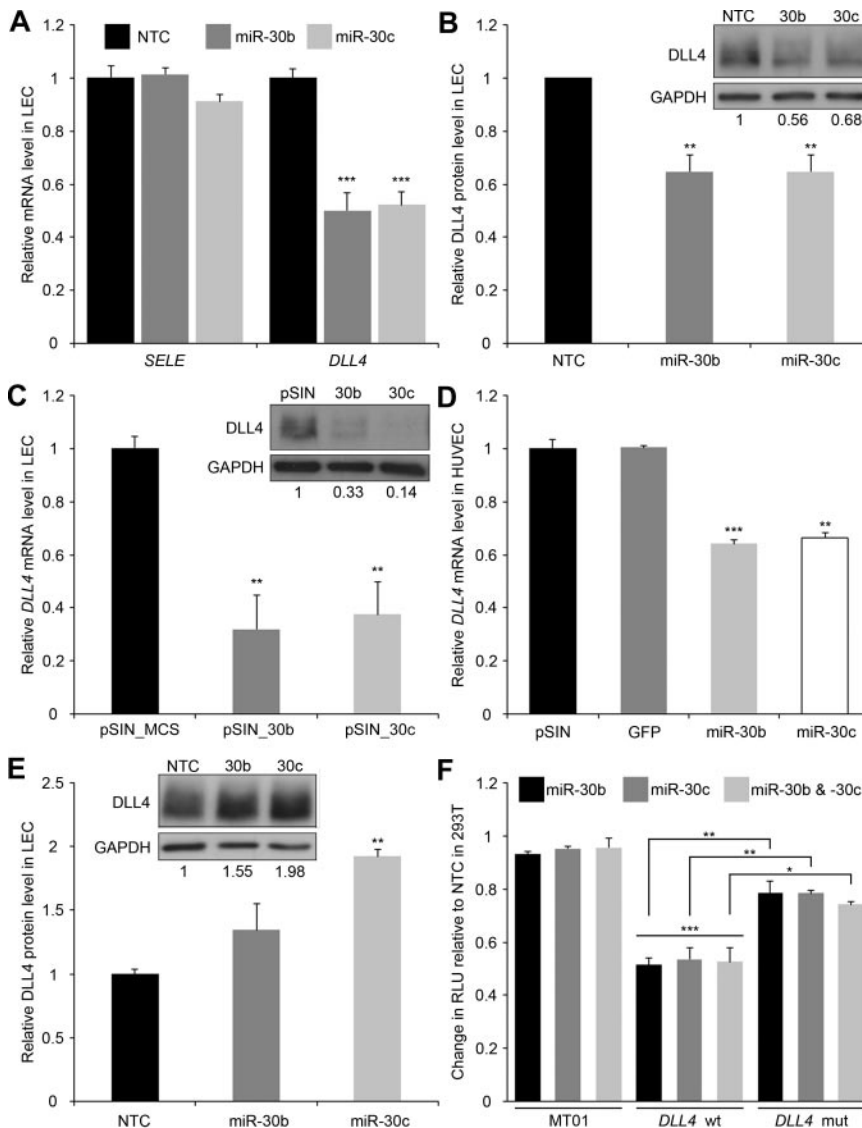 A
NTC
miR-30b
miR-30c
Relative mRNA level in LEC
1.2
1
0.8
0.6
0.4
0.2
0
***
***
SELE
DLL4
B
NTC 30b 30c
DLL4
GAPDH
1 0.56 0.68
Relative DLL4 protein level in LEC
1.2
1
0.8
0.6
0.4
0.2
0
**
**
NTC
miR-30b
miR-30c
C
pSIN 30b 30c
DLL4
GAPDH
1 0.33 0.14
Relative DLL4 mRNA level in LEC
1.2
1
0.8
0.6
0.4
0.2
0
**
**
pSIN_MCS
pSIN_30b
pSIN_30c
D
Relative DLL4 mRNA level in HUVEC
1.2
1
0.8
0.6
0.4
0.2
0
***
**
pSIN
GFP
miR-30b
miR-30c
E
NTC 30b 30c
DLL4
GAPDH
1 1.55 1.98
Relative DLL4 protein level in LEC
2.5
2
1.5
1
0.5
0
**
NTC
miR-30b
miR-30c
F
miR-30b
miR-30c
miR-30b & -30c
Change in RLU relative to NTC in 293T
1.2
1
0.8
0.6
0.4
0.2
0
**
**
*
***
MT01
DLL4 wt
DLL4 mut